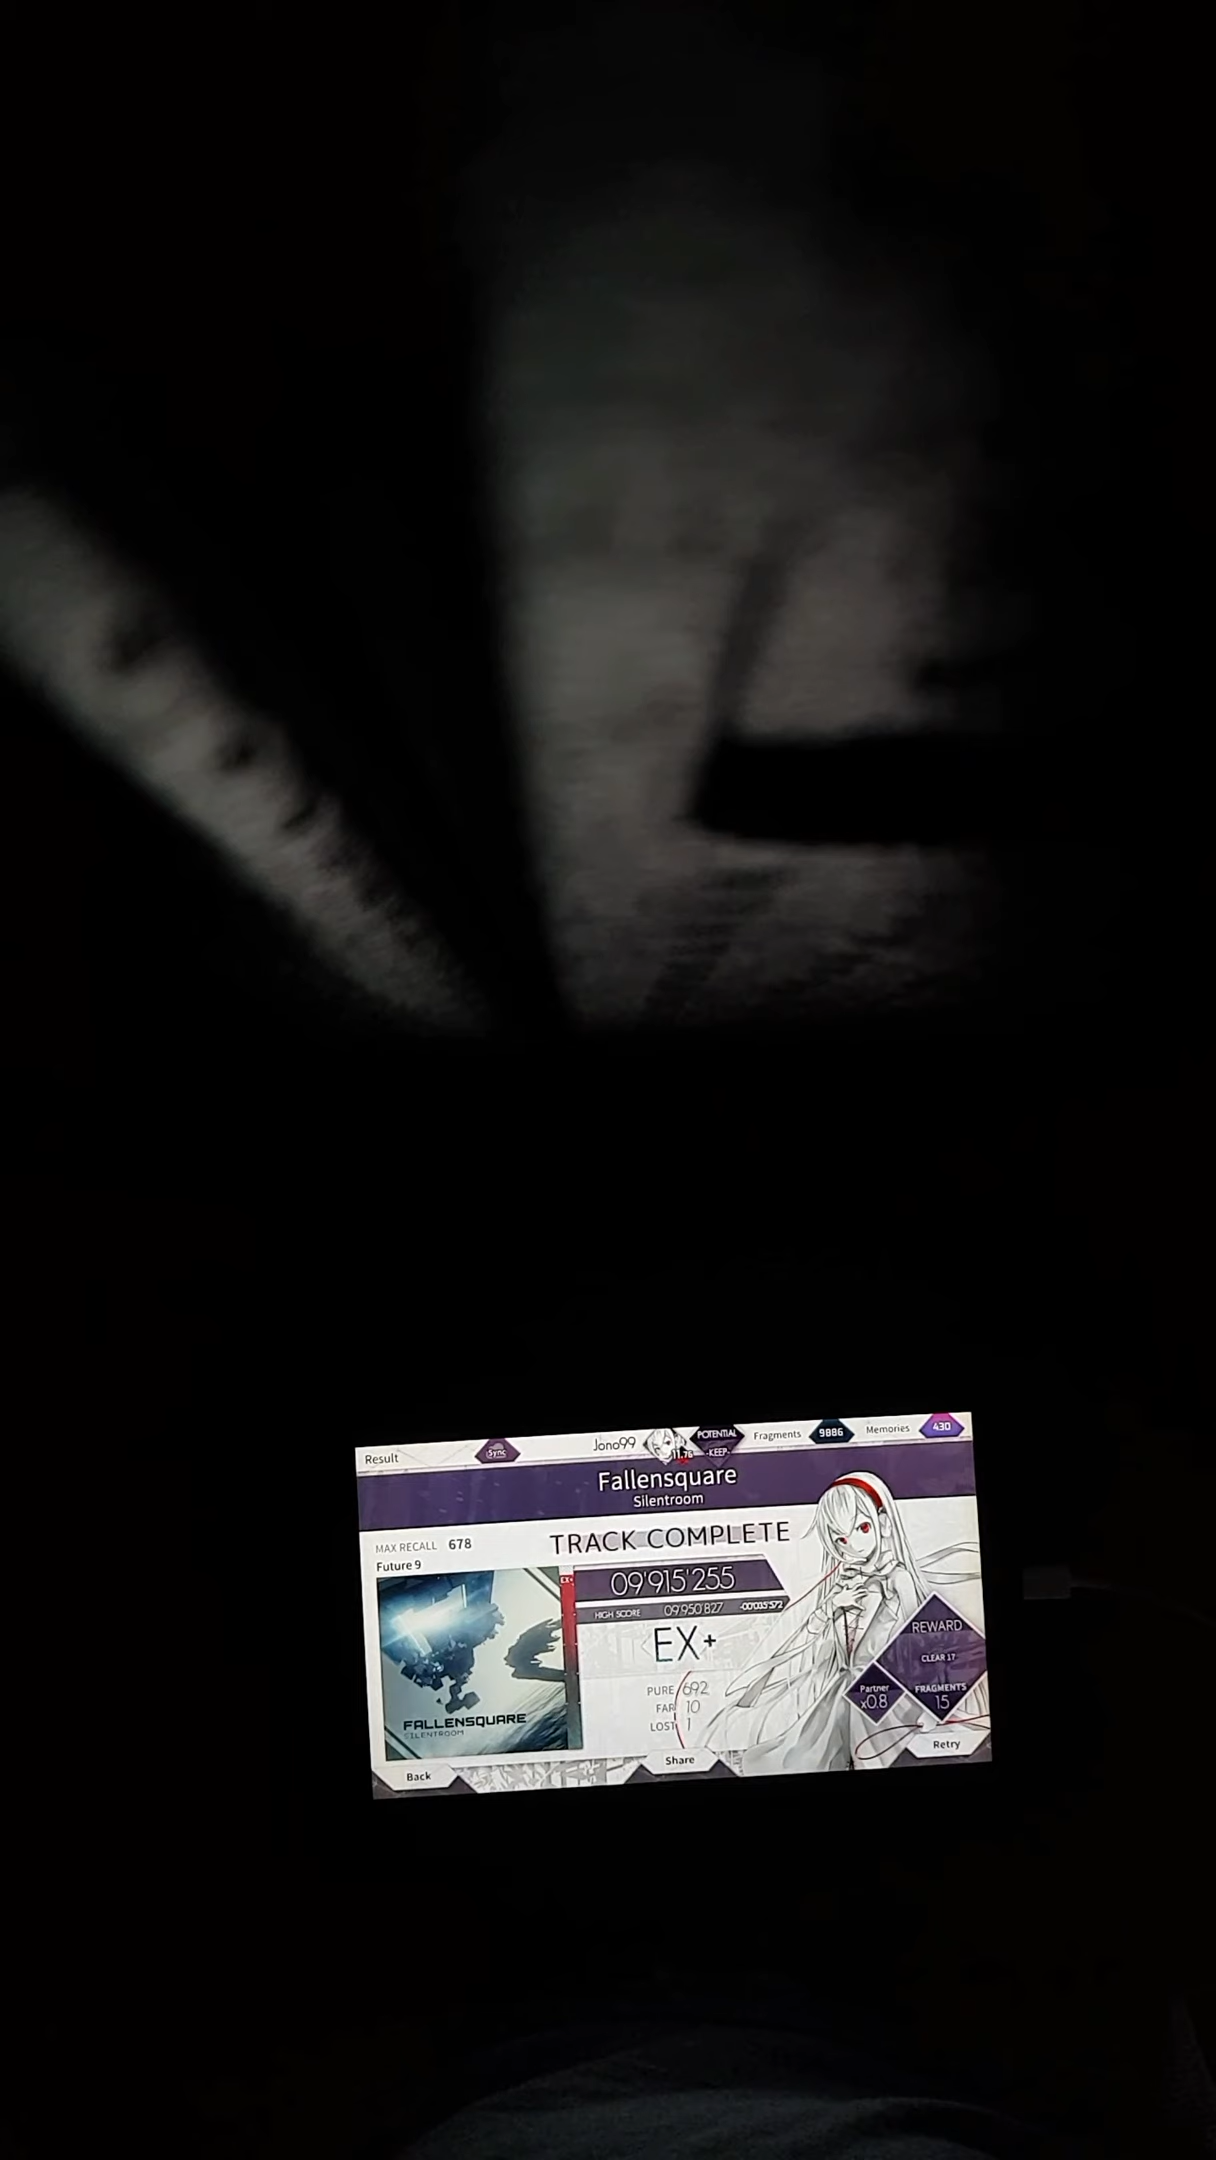 Result
Sync
Jono99
11.76
POTENTIAL
-KEEP-
Fragments
9886
Memories
430
Fallensquare
Silentroom
MAX RECALL 678
TRACK COMPLETE
Future 9
EX+
09'915'255
HIGH SCORE 09'950'827 -00'035'572
EX+
PURE 692
FAR 10
LOST 1
FALLENSQUARE
SILENTROOM
REWARD
CLEAR 17
Partner
x0.8
FRAGMENTS
15
Back
Share
Retry